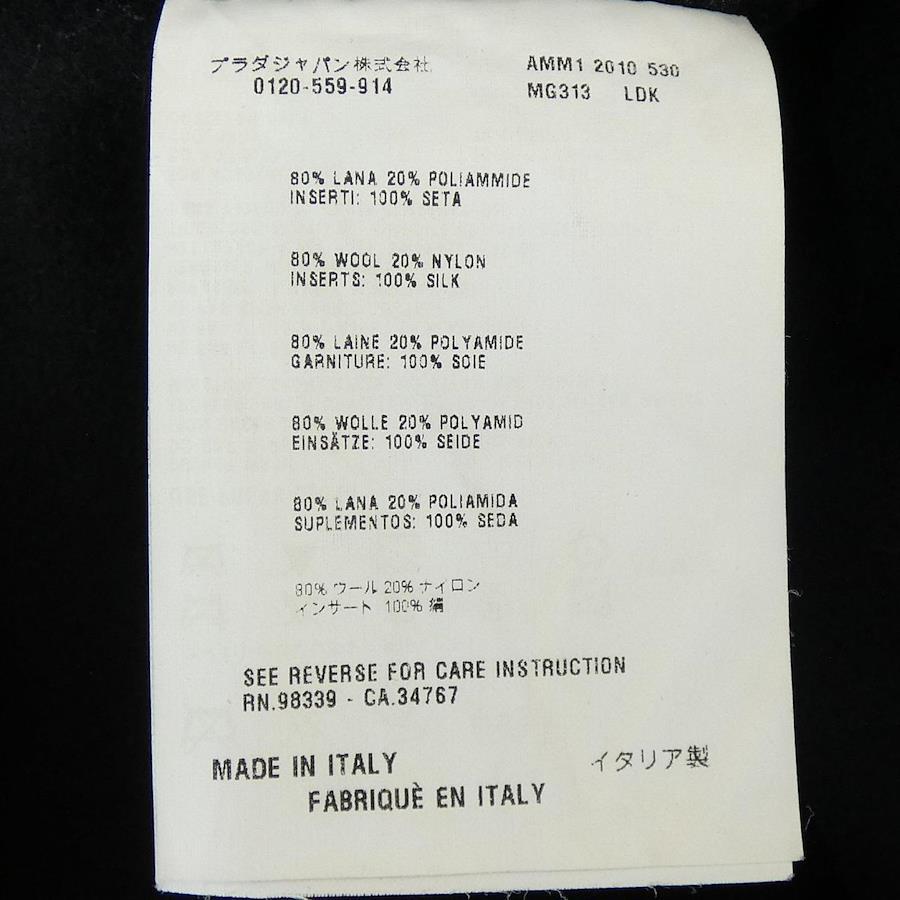 プラダジャパン株式会社
0120-559-914
AMM1 2010 530
MG313 LDK
80% LANA 20% POLIAMMIDE
INSERTI: 100% SETA
80% WOOL 20% NYLON
INSERTS: 100% SILK
80% LAINE 20% POLYAMIDE
GARNITURE: 100% SOIE
80% WOLLE 20% POLYAMID
EINSÄTZE: 100% SEIDE
80% LANA 20% POLIAMIDA
SUPLEMENTOS: 100% SEDA
80% ウール 20% ナイロン
インサート 100% 絹
SEE REVERSE FOR CARE INSTRUCTION
RN.98339 - CA.34767
MADE IN ITALY
FABRIQUÈ EN ITALY
イタリア製